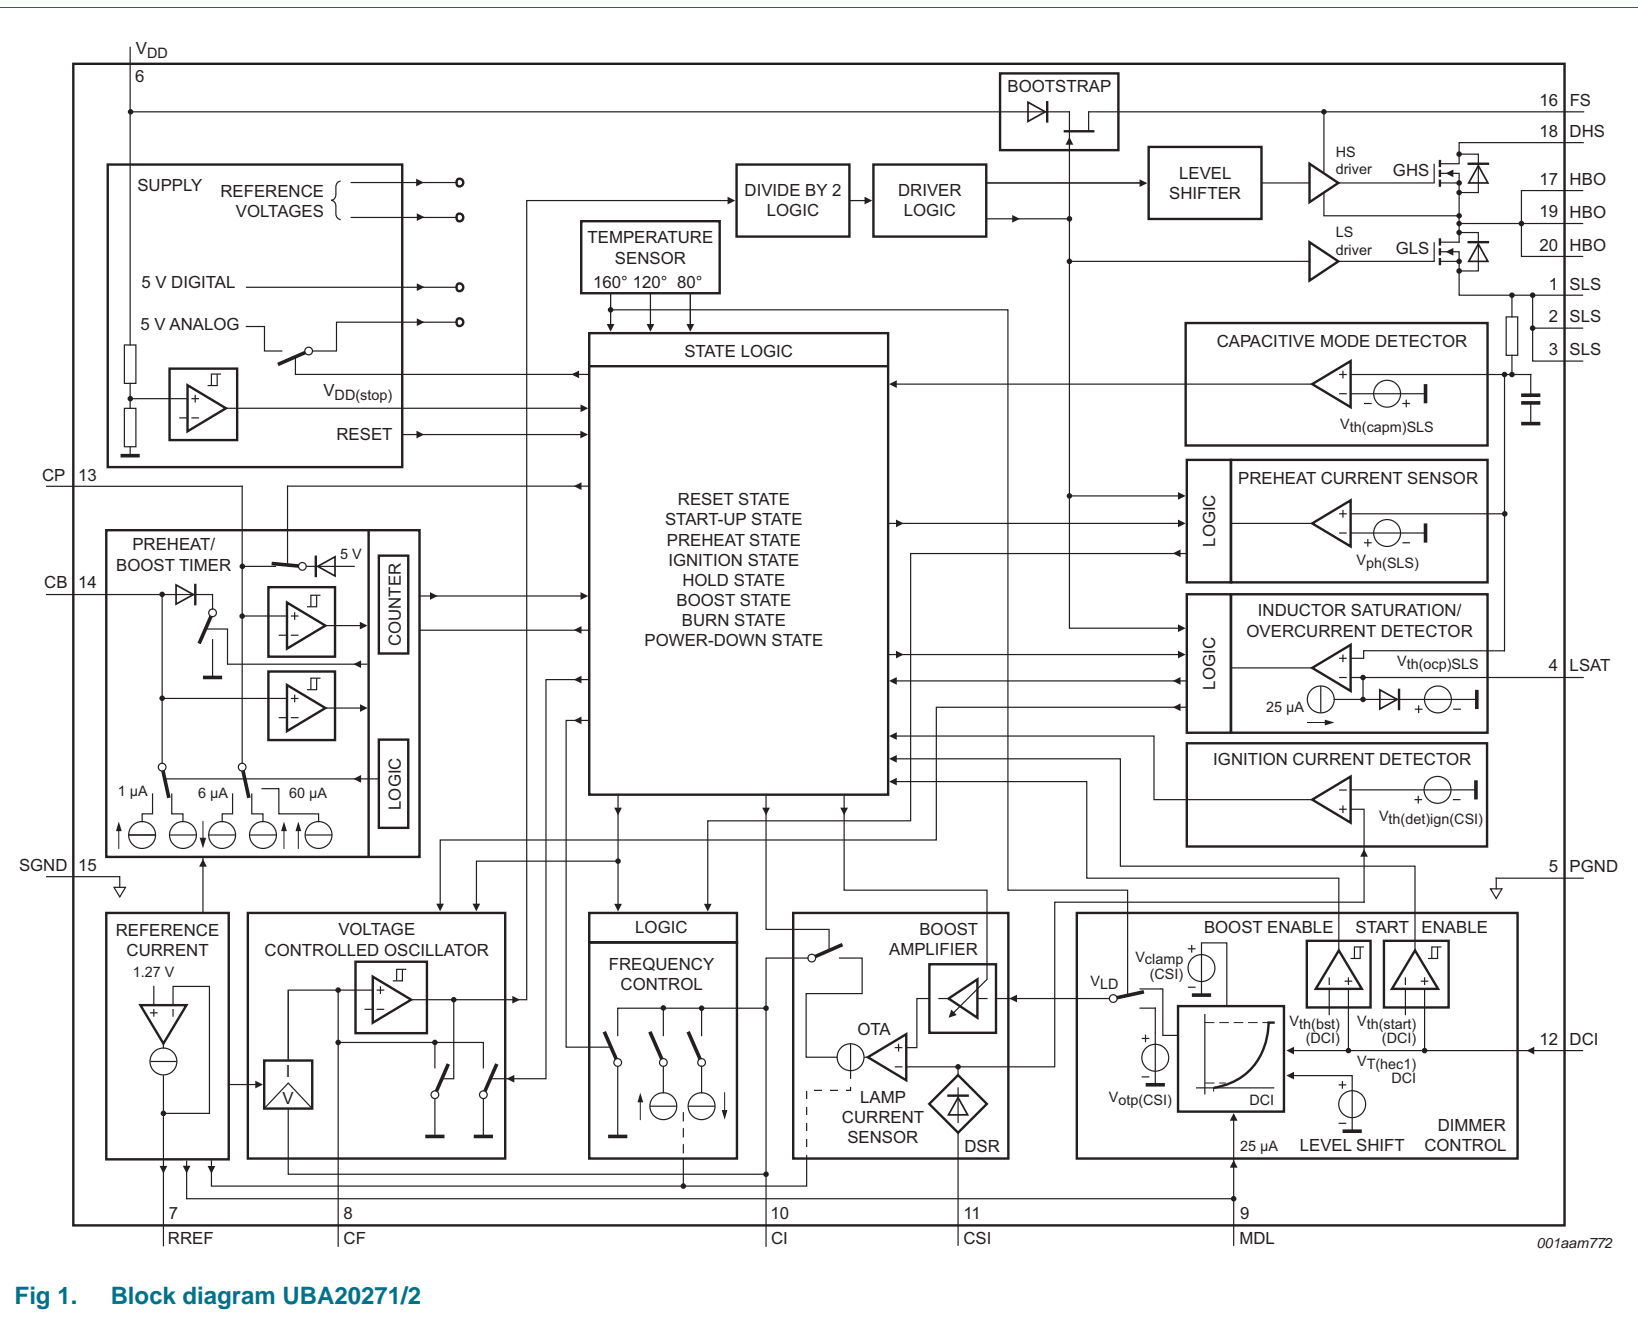 VDD
6
BOOTSTRAP
16 FS
18 DHS
HS
driver
GHS
17 HBO
19 HBO
20 HBO
LS
driver
GLS
1 SLS
2 SLS
3 SLS
SUPPLY
REFERENCE
VOLTAGES
5 V DIGITAL
5 V ANALOG
VDD(stop)
RESET
DIVIDE BY 2
LOGIC
DRIVER
LOGIC
LEVEL
SHIFTER
TEMPERATURE
SENSOR
160° 120° 80°
STATE LOGIC
RESET STATE
START-UP STATE
PREHEAT STATE
IGNITION STATE
HOLD STATE
BOOST STATE
BURN STATE
POWER-DOWN STATE
CAPACITIVE MODE DETECTOR
+
−
− +
Vth(capm)SLS
LOGIC
PREHEAT CURRENT SENSOR
+
−
+ −
Vph(SLS)
LOGIC
INDUCTOR SATURATION/
OVERCURRENT DETECTOR
+
−
Vth(ocp)SLS
25 µA
+ −
4 LSAT
IGNITION CURRENT DETECTOR
−
+
+ −
Vth(det)ign(CSI)
5 PGND
CP 13
CB 14
PREHEAT/
BOOST TIMER
5 V
+
−
+
−
COUNTER
LOGIC
1 µA
6 µA
60 µA
SGND 15
REFERENCE
CURRENT
1.27 V
+ −
VOLTAGE
CONTROLLED OSCILLATOR
+
−
I
V
LOGIC
FREQUENCY
CONTROL
BOOST
AMPLIFIER
OTA
+
−
LAMP
CURRENT
SENSOR
DSR
BOOST ENABLE
START ENABLE
Vclamp
(CSI)
+
−
VLD
Vth(bst)
(DCI)
Vth(start)
(DCI)
VT(hec1)
DCI
+
−
Votp(CSI)
DCI
+
−
25 µA
LEVEL SHIFT
DIMMER
CONTROL
12 DCI
7
RREF
8
CF
10
CI
11
CSI
9
MDL
001aam772
Fig 1. Block diagram UBA20271/2